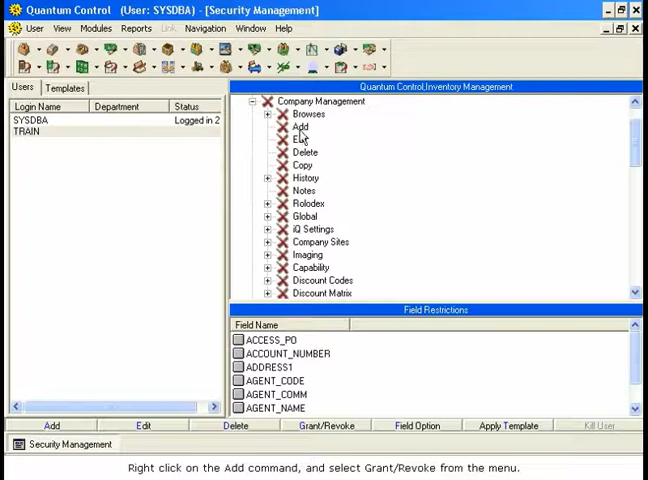 Quantum Control (User: SYSDBA) - [Security Management]
User View Modules Reports Link Navigation Window Help
Users Templates
Login Name Department Status
SYSDBA Logged in 2
TRAIN
Quantum Control,Inventory Management
Company Management
Browses
Add
Delete
Copy
History
Notes
Rolodex
Global
iQ Settings
Company Sites
Imaging
Capability
Discount Codes
Discount Matrix
Field Restrictions
Field Name
ACCESS_PO
ACCOUNT_NUMBER
ADDRESS1
AGENT_CODE
AGENT_COMM
AGENT_NAME
Add Edit Delete Grant/Revoke Field Option Apply Template Kill User
Security Management
Right click on the Add command, and select Grant/Revoke from the menu.